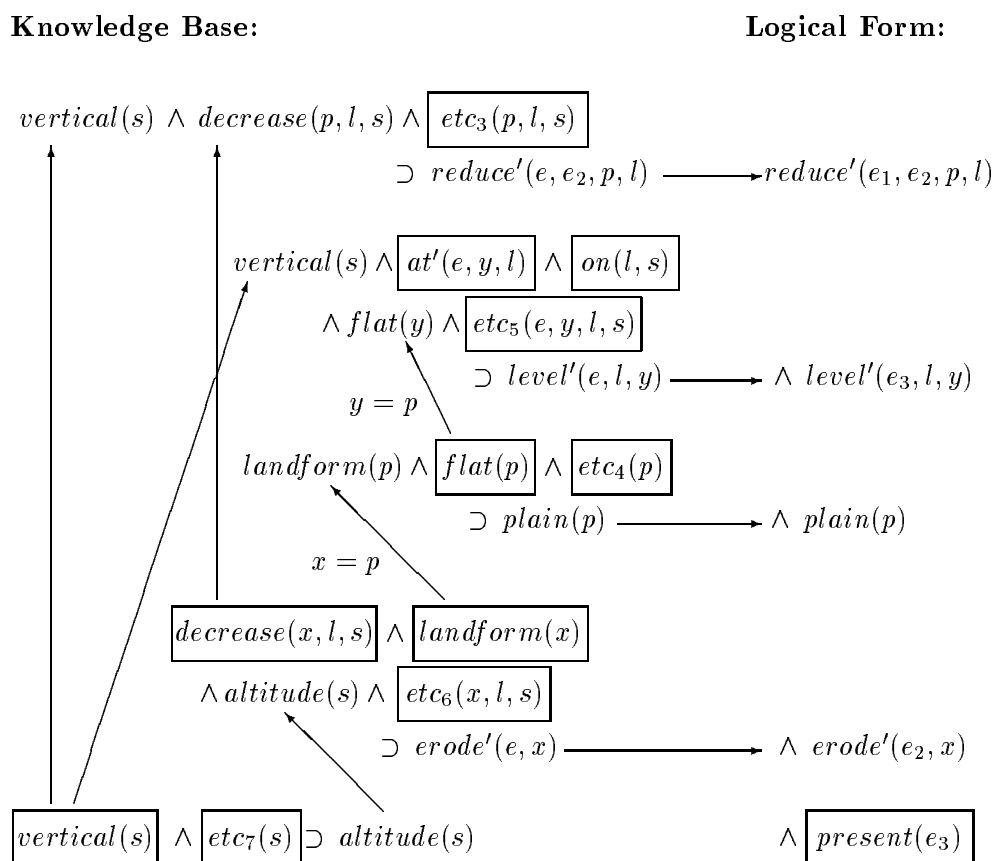 Knowledge Base: Logical Form:
vertical(s) ∧ decrease(p, l, s) ∧ etc₃(p, l, s)
⊃ reduce′(e, e₂, p, l) reduce′(e₁, e₂, p, l)
vertical(s) ∧ at′(e, y, l) ∧ on(l, s)
∧ flat(y) ∧ etc₅(e, y, l, s)
⊃ level′(e, l, y) ∧ level′(e₃, l, y)
y = p
landform(p) ∧ flat(p) ∧ etc₄(p)
⊃ plain(p) ∧ plain(p)
x = p
decrease(x, l, s) ∧ landform(x)
∧ altitude(s) ∧ etc₆(x, l, s)
⊃ erode′(e, x) ∧ erode′(e₂, x)
vertical(s) ∧ etc₇(s) ⊃ altitude(s) ∧ present(e₃)